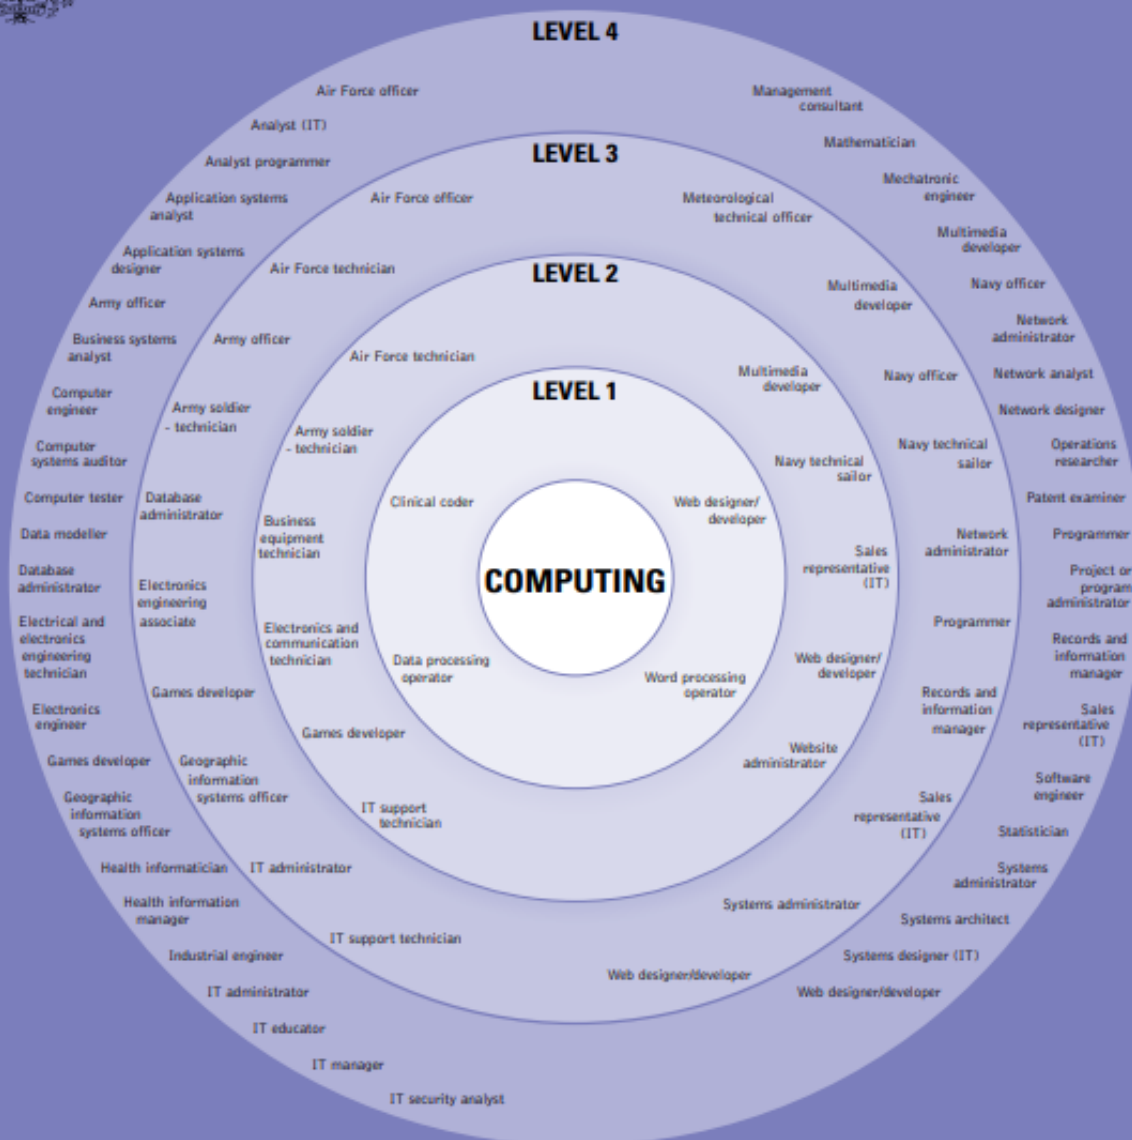 LEVEL 4
Air Force officer
Analyst (IT)
Analyst programmer
Application systems
analyst
Application systems
designer
Army officer
Business systems
analyst
Computer
engineer
Computer
systems auditor
Computer tester
Data modeller
Database
administrator
Electrical and
electronics
engineering
technician
Electronics
engineer
Games developer
Geographic
information
systems officer
Health informatician
Health information
manager
Industrial engineer
IT administrator
IT educator
IT manager
IT security analyst
Management
consultant
Mathematician
Mechatronic
engineer
Multimedia
developer
Navy officer
Network
administrator
Network analyst
Network designer
Operations
researcher
Patent examiner
Programmer
Project or
program
administrator
Records and
information
manager
Sales
representative
(IT)
Software
engineer
Statistician
Systems
administrator
Systems architect
Systems designer (IT)
Web designer/developer
LEVEL 3
Air Force officer
Air Force technician
Army officer
Army soldier
- technician
Database
administrator
Electronics
engineering
associate
Games developer
Geographic
information
systems officer
IT administrator
IT support technician
Meteorological
technical officer
Multimedia
developer
Navy officer
Navy technical
sailor
Network
administrator
Programmer
Records and
information
manager
Sales
representative
(IT)
Systems administrator
Web designer/developer
LEVEL 2
Air Force technician
Army soldier
- technician
Business
equipment
technician
Electronics and
communication
technician
Games developer
IT support
technician
Multimedia
developer
Navy technical
sailor
Sales
representative
(IT)
Web designer/
developer
Website
administrator
LEVEL 1
Clinical coder
Data processing
operator
Web designer/
developer
Word processing
operator
COMPUTING